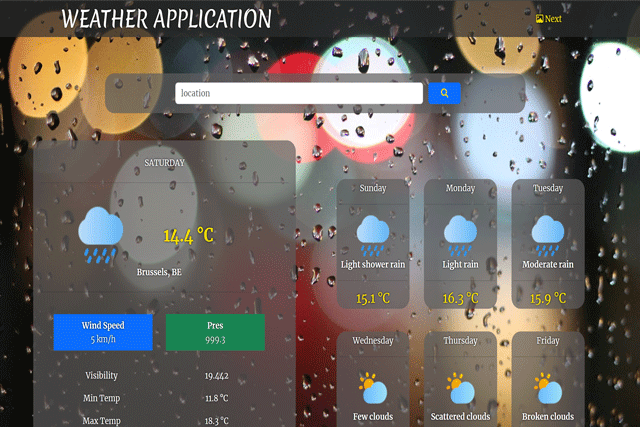 WEATHER APPLICATION
Next
location
SATURDAY
14.4 °C
Brussels, BE
Wind Speed
5 km/h
Pres
999.3
Visibility 19.442
Min Temp 11.8 °C
Max Temp 18.3 °C
Sunday
Light shower rain
15.1 °C
Monday
Light rain
16.3 °C
Tuesday
Moderate rain
15.9 °C
Wednesday
Few clouds
Thursday
Scattered clouds
Friday
Broken clouds